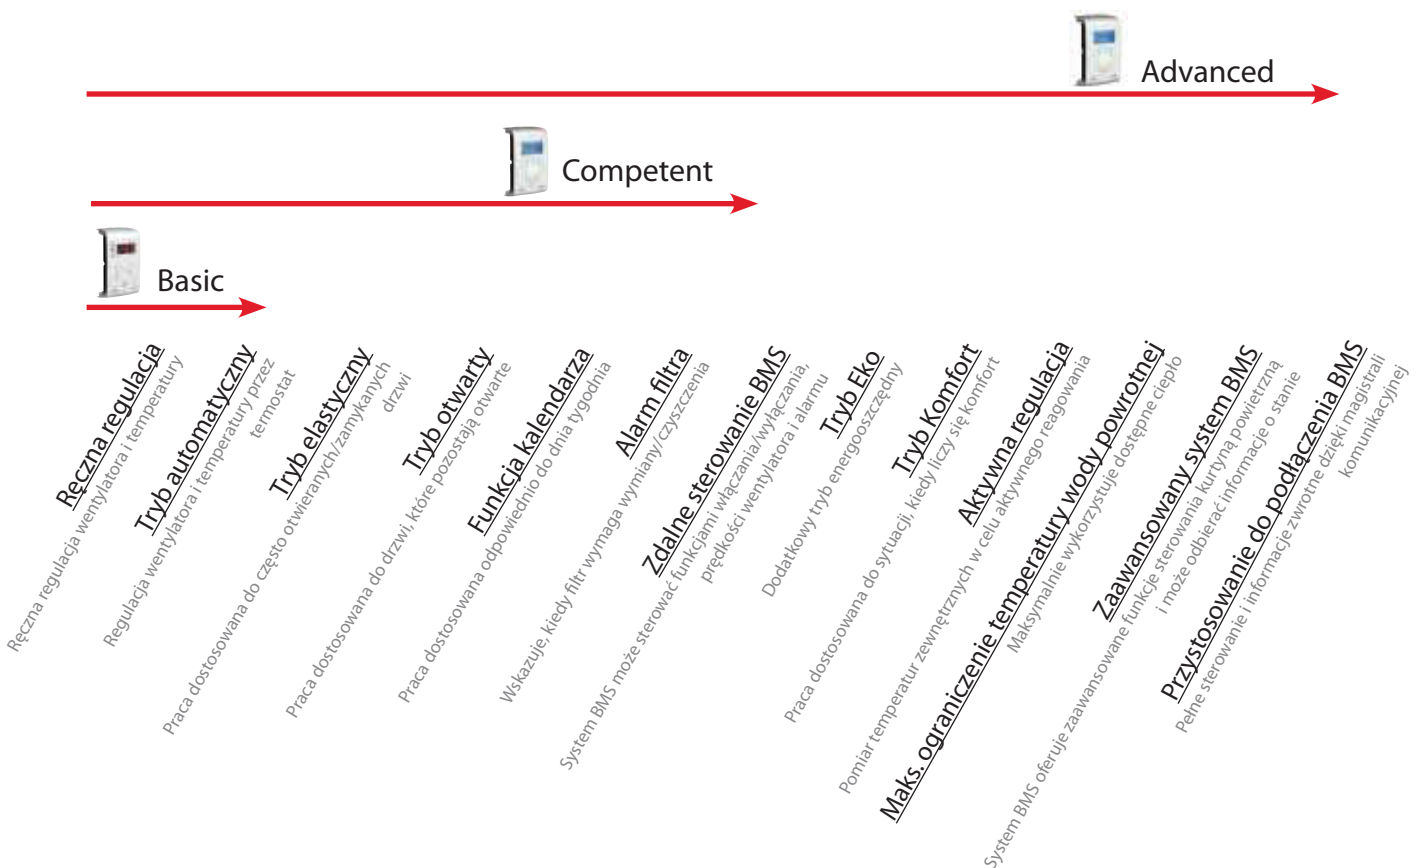 Advanced
Competent
Basic
Ręczna regulacja
Ręczna regulacja wentylatora i temperatury
Tryb automatyczny
Regulacja wentylatora i temperatury przez
termostat
Tryb elastyczny
Praca dostosowana do często otwieranych/zamykanych
drzwi
Tryb otwarty
Praca dostosowana do drzwi, które pozostają otwarte
Funkcja kalendarza
Praca dostosowana odpowiednio do dnia tygodnia
Alarm filtra
Wskazuje, kiedy filtr wymaga wymiany/czyszczenia
Zdalne sterowanie BMS
System BMS może sterować funkcjami włączania/wyłączania,
prędkości wentylatora i alarmu
Tryb Eko
Dodatkowy tryb energooszczędny
Tryb Komfort
Praca dostosowana do sytuacji, kiedy liczy się komfort
Aktywna regulacja
Pomiar temperatur zewnętrznych w celu aktywnego reagowania
Maks. ograniczenie temperatury wody powrotnej
Maksymalnie wykorzystuje dostępne ciepło
Zaawansowany system BMS
System BMS oferuje zaawansowane funkcje sterowania kurtyną powietrzną
i może odbierać informacje o stanie
Przystosowanie do podłączenia BMS
Pełne sterowanie i informacje zwrotne dzięki magistrali
komunikacyjnej